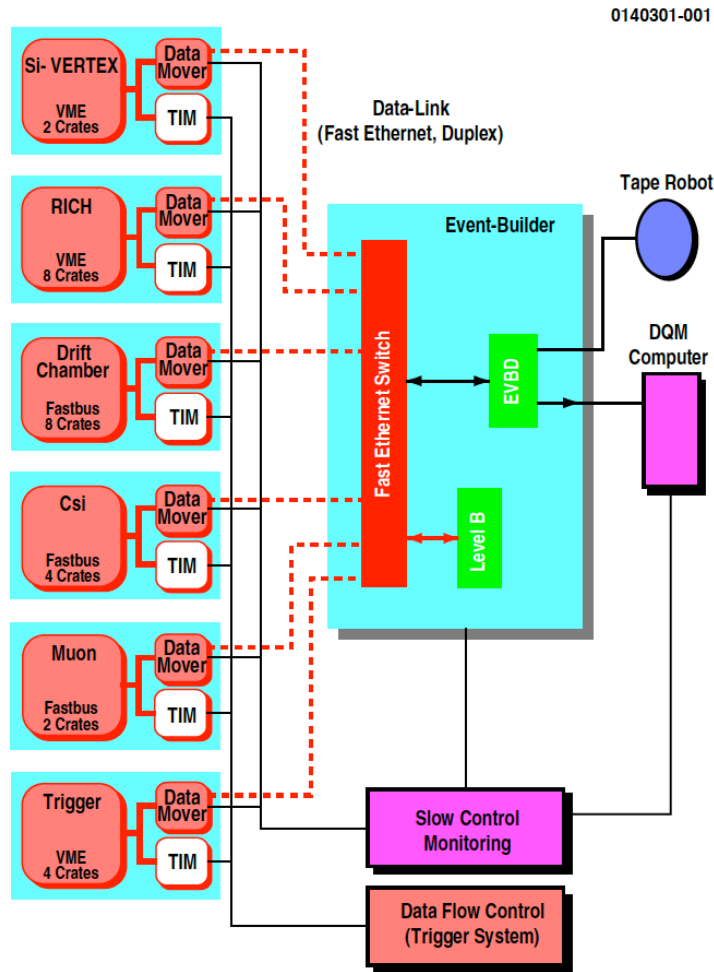 0140301-001
Si- VERTEX
VME
2 Crates
Data
Mover
TIM
Data-Link
(Fast Ethernet, Duplex)
RICH
VME
8 Crates
Data
Mover
TIM
Drift
Chamber
Fastbus
8 Crates
Data
Mover
TIM
Csi
Fastbus
4 Crates
Data
Mover
TIM
Muon
Fastbus
2 Crates
Data
Mover
TIM
Trigger
VME
4 Crates
Data
Mover
TIM
Event-Builder
Fast Ethernet Switch
EVBD
Level B
Tape Robot
DQM
Computer
Slow Control
Monitoring
Data Flow Control
(Trigger System)